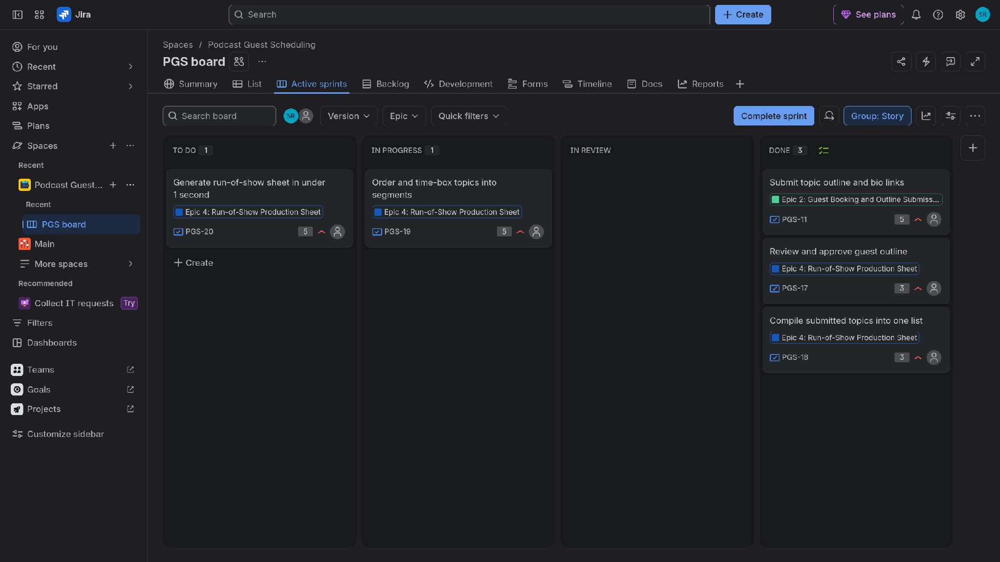 Jira
Search
Create
See plans
SR
For you
Recent
Starred
Apps
Plans
Spaces
Recent
Podcast Guest...
Recent
PGS board
Main
More spaces
Recommended
Collect IT requests
Try
Filters
Dashboards
Teams
Goals
Projects
Customize sidebar
Spaces / Podcast Guest Scheduling
PGS board
Summary
List
Active sprints
Backlog
Development
Forms
Timeline
Docs
Reports
Search board
SR
Version
Epic
Quick filters
Complete sprint
Group: Story
TO DO 1
Generate run-of-show sheet in under
1 second
Epic 4: Run-of-Show Production Sheet
PGS-20
5
Create
IN PROGRESS 1
Order and time-box topics into
segments
Epic 4: Run-of-Show Production Sheet
PGS-19
5
IN REVIEW
DONE 3
Submit topic outline and bio links
Epic 2: Guest Booking and Outline Submiss...
PGS-11
5
Review and approve guest outline
Epic 4: Run-of-Show Production Sheet
PGS-17
3
Compile submitted topics into one list
Epic 4: Run-of-Show Production Sheet
PGS-18
3